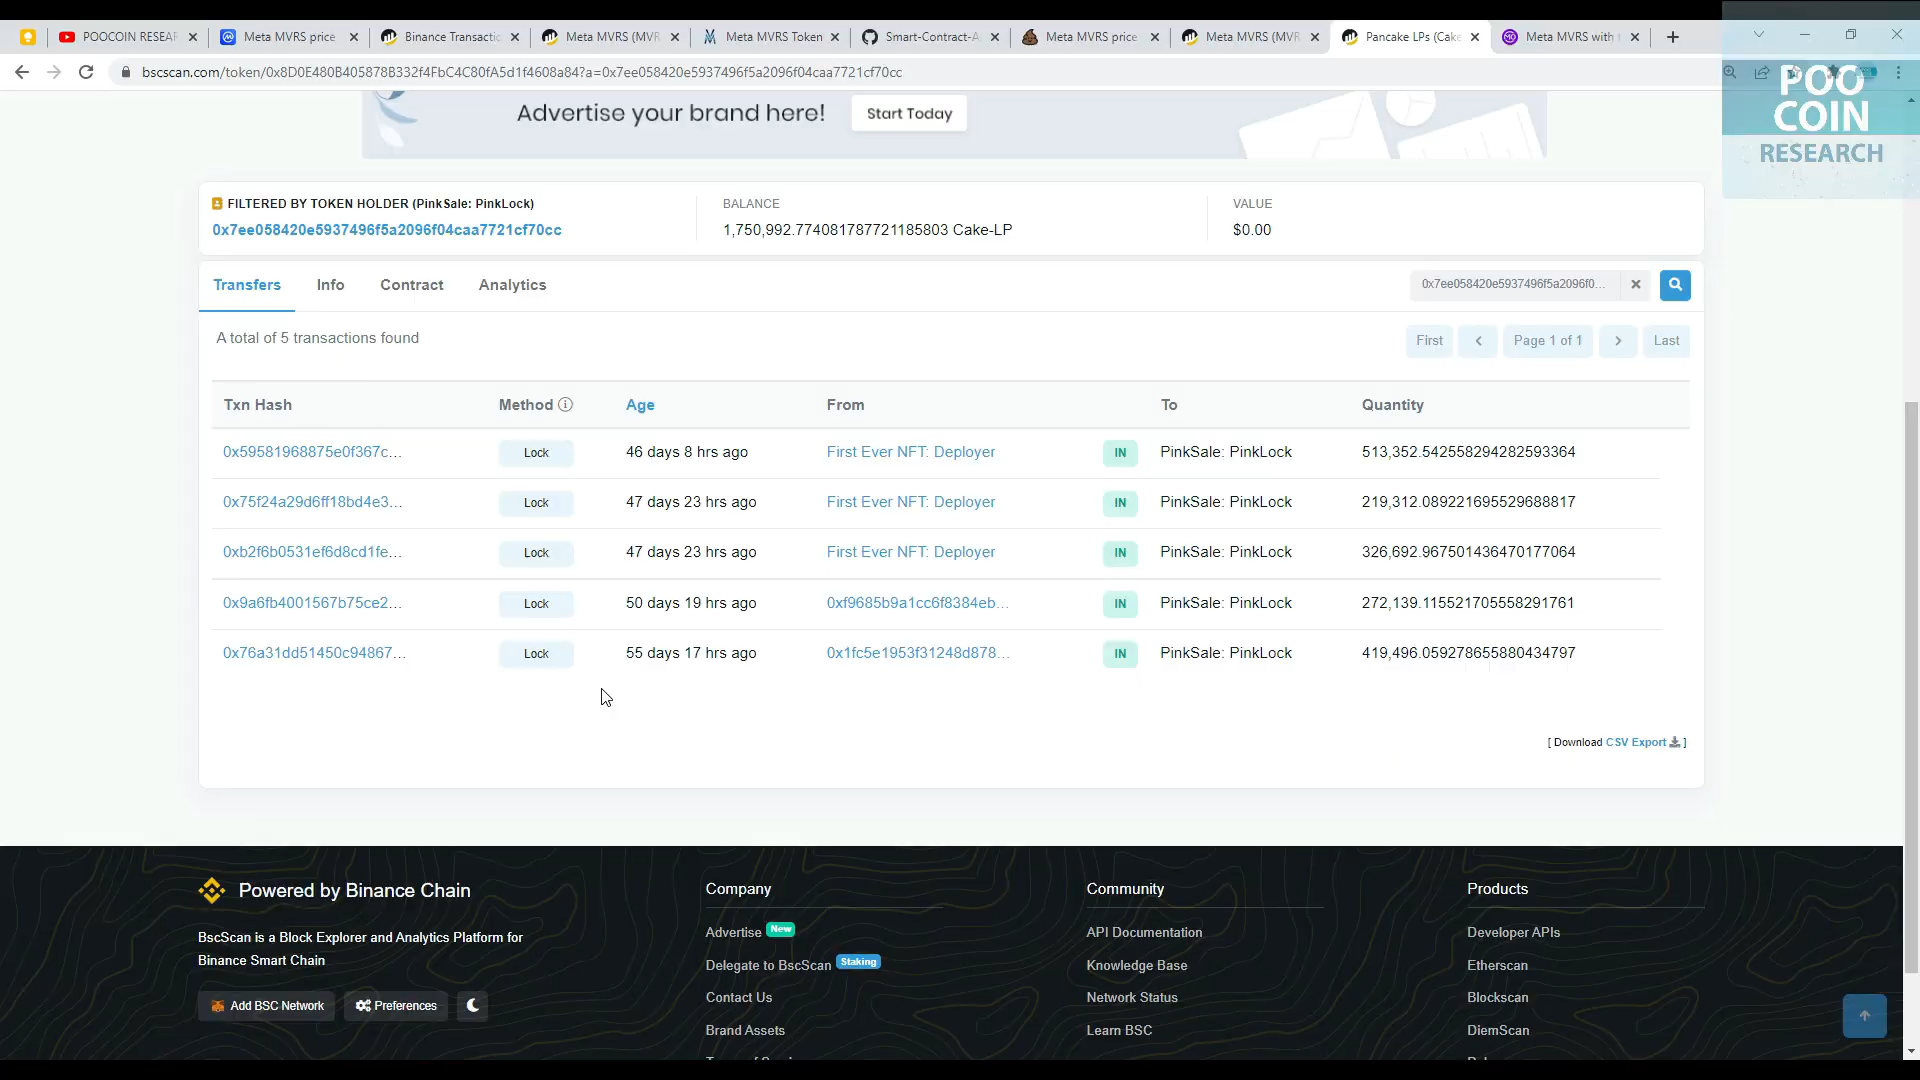 POOCOIN RESEAR
Meta MVRS price
Binance Transactic
Meta MVRS (MVR
Meta MVRS Token
Smart-Contract-A
Meta MVRS price
Meta MVRS (MVR
Pancake LPs (Cake
Meta MVRS with
bscscan.com/token/0x8D0E480B405878B332f4FbC4C80fA5d1f4608a84?a=0x7ee058420e5937496f5a2096f04caa7721cf70cc
POO
COIN
RESEARCH
Advertise your brand here!
Start Today
FILTERED BY TOKEN HOLDER (PinkSale: PinkLock)
BALANCE
VALUE
0x7ee058420e5937496f5a2096f04caa7721cf70cc
1,750,992.774081787721185803 Cake-LP
$0.00
Transfers Info Contract Analytics
0x7ee058420e5937496f5a2096f0...
A total of 5 transactions found
First
Page 1 of 1
Last
Txn Hash Method Age From To Quantity
0x59581968875e0f367c... Lock 46 days 8 hrs ago First Ever NFT: Deployer IN PinkSale: PinkLock 513,352.542558294282593364
0x75f24a29d6ff18bd4e3... Lock 47 days 23 hrs ago First Ever NFT: Deployer IN PinkSale: PinkLock 219,312.089221695529688817
0xb2f6b0531ef6d8cd1fe... Lock 47 days 23 hrs ago First Ever NFT: Deployer IN PinkSale: PinkLock 326,692.967501436470177064
0x9a6fb4001567b75ce2... Lock 50 days 19 hrs ago 0xf9685b9a1cc6f8384eb... IN PinkSale: PinkLock 272,139.115521705558291761
0x76a31dd51450c94867... Lock 55 days 17 hrs ago 0x1fc5e1953f31248d878... IN PinkSale: PinkLock 419,496.059278655880434797
[ Download CSV Export ]
Powered by Binance Chain
BscScan is a Block Explorer and Analytics Platform for
Binance Smart Chain
Add BSC Network
Preferences
Company
Advertise New
Delegate to BscScan Staking
Contact Us
Brand Assets
Community
API Documentation
Knowledge Base
Network Status
Learn BSC
Products
Developer APIs
Etherscan
Blockscan
DiemScan